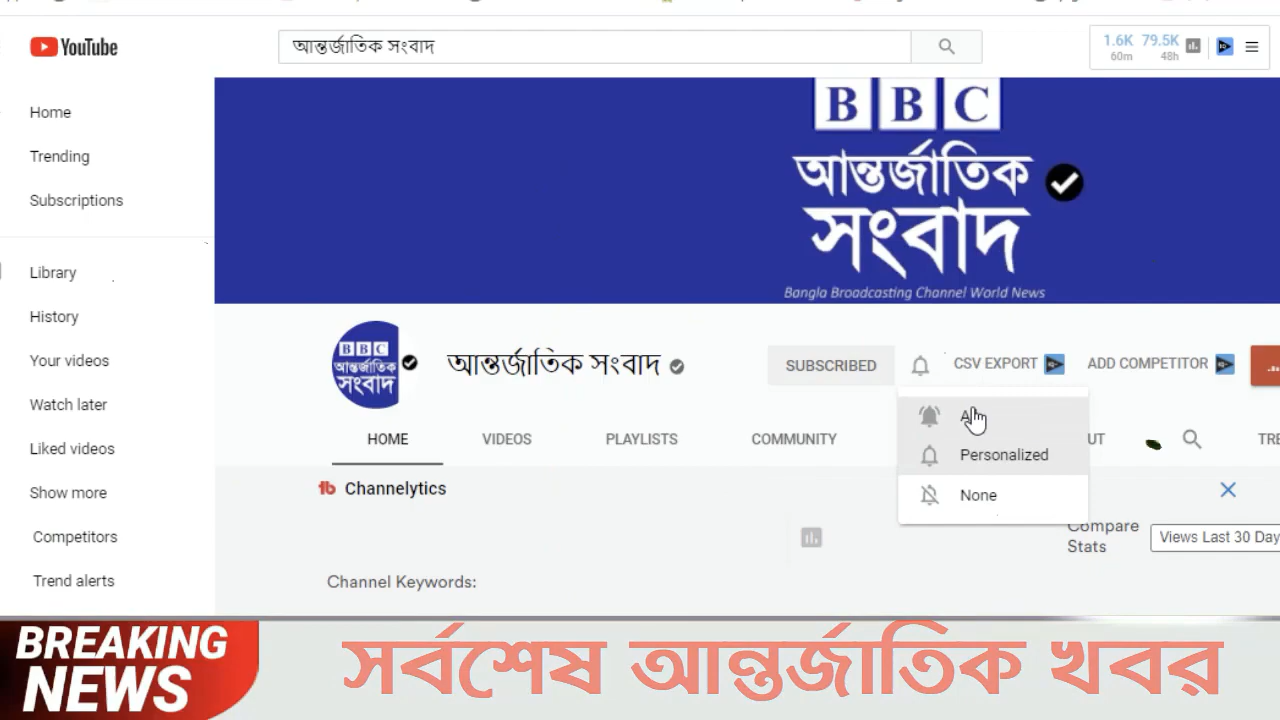 YouTube
আন্তর্জাতিক সংবাদ
1.6K 79.5K
60m 48h
Home
Trending
Subscriptions
Library
History
Your videos
Watch later
Liked videos
Show more
Competitors
Trend alerts
BBC
আন্তর্জাতিক
সংবাদ
Bangla Broadcasting Channel World News
BBC
আন্তর্জাতিক
সংবাদ
আন্তর্জাতিক সংবাদ
SUBSCRIBED
CSV EXPORT
ADD COMPETITOR
HOME VIDEOS PLAYLISTS COMMUNITY UT TRE
Personalized
None
Channelytics
Compare
Stats
Views Last 30 Day
Channel Keywords:
BREAKING
NEWS
সর্বশেষ আন্তর্জাতিক খবর